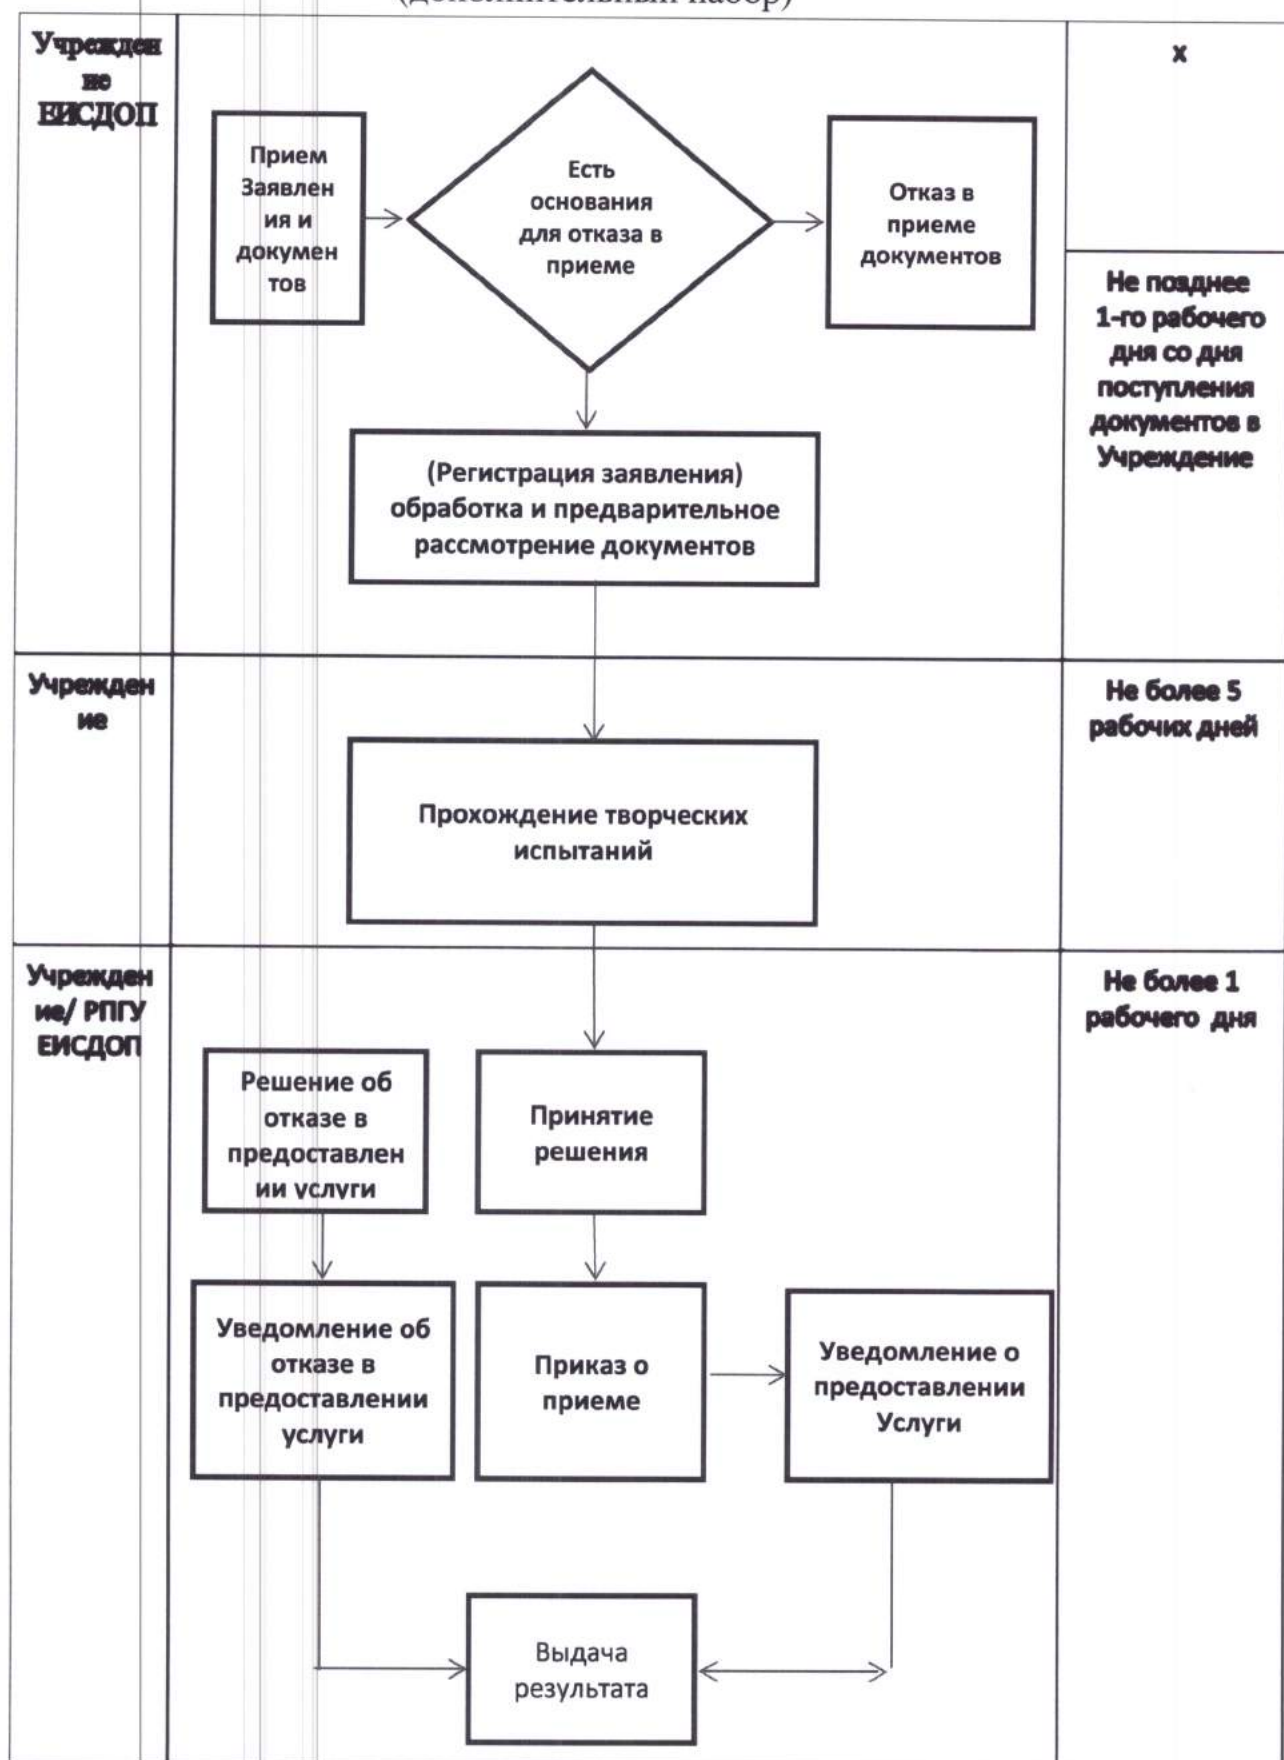 (дополнительный набор)
Учрежден
ие
ЕИСДОП
Прием
Заявлен
ия и
докумен
тов
Есть
основания
для отказа в
приеме
Отказ в
приеме
документов
х
Не позднее
1-го рабочего
дня со дня
поступления
документов в
Учреждение
(Регистрация заявления)
обработка и предварительное
рассмотрение документов
Учрежден
ие
Прохождение творческих
испытаний
Не более 5
рабочих дней
Учрежден
ие/ РПГУ
ЕИСДОП
Не более 1
рабочего дня
Решение об
отказе в
предоставлен
ии услуги
Принятие
решения
Уведомление об
отказе в
предоставлении
услуги
Приказ о
приеме
Уведомление о
предоставлении
Услуги
Выдача
результата